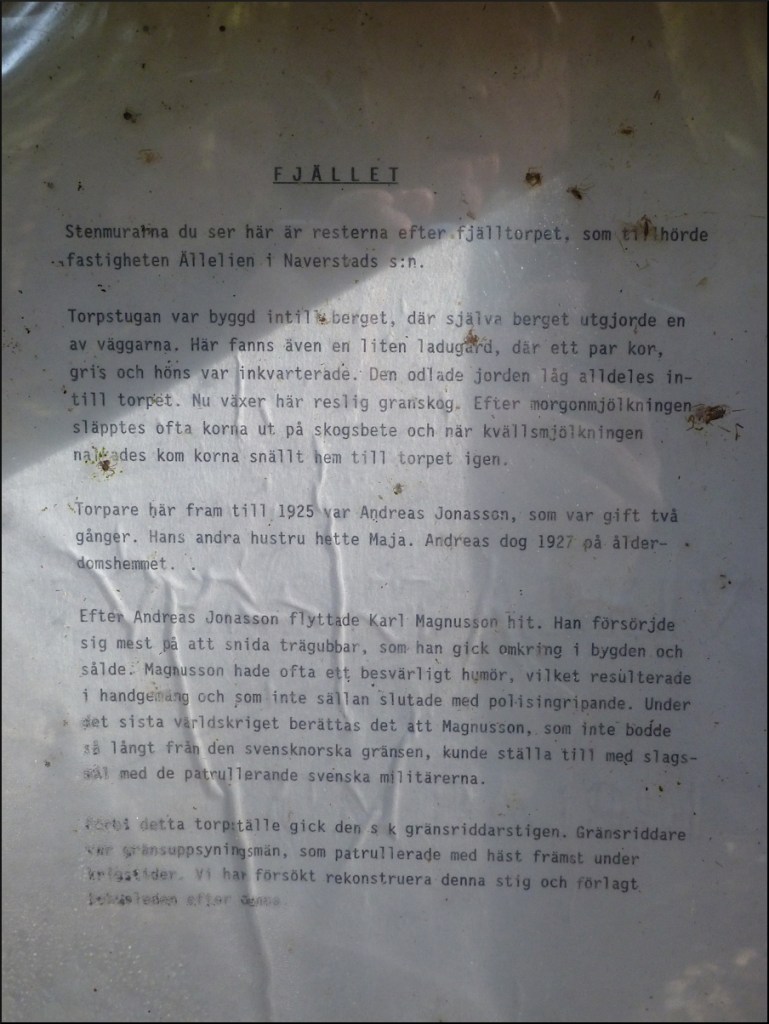 FJÄLLET
Stenmurarna du ser här är resterna efter fjälltorpet, som tillhörde
fastigheten Ällelien i Naverstads s:n.
Torpstugan var byggd intill berget, där själva berget utgjorde en
av väggarna. Här fanns även en liten ladugård, där ett par kor,
gris och höns var inkvarterade. Den odlade jorden låg alldeles in-
till torpet. Nu växer här reslig granskog. Efter morgonmjölkningen
släpptes ofta korna ut på skogsbete och när kvällsmjölkningen
nalkades kom korna snällt hem till torpet igen.
Torpare här fram till 1925 var Andreas Jonasson, som var gift två
gånger. Hans andra hustru hette Maja. Andreas dog 1927 på ålder-
domshemmet.
Efter Andreas Jonasson flyttade Karl Magnusson hit. Han försörjde
sig mest på att snida trägubbar, som han gick omkring i bygden och
sålde. Magnusson hade ofta ett besvärligt humör, vilket resulterade
i handgemäng och som inte sällan slutade med polisingripande. Under
det sista världskriget berättas det att Magnusson, som inte bodde
så långt från den svensknorska gränsen, kunde ställa till med slags-
mål med de patrullerande svenska militärerna.
Förbi detta torpställe gick den s k gränsriddarstigen. Gränsriddare
var gränsuppsyningsmän, som patrullerade med häst främst under
krigstider. Vi har försökt rekonstruera denna stig och förlagt
efter denna